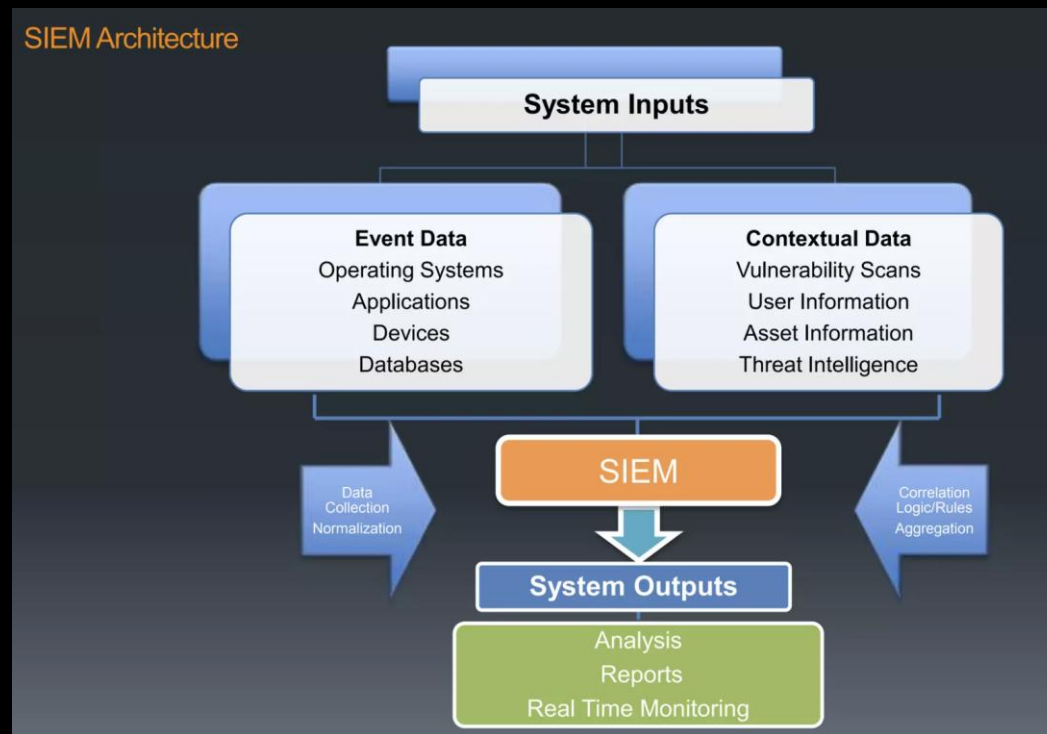 SIEM Architecture
System Inputs
Event Data
Operating Systems
Applications
Devices
Databases
Contextual Data
Vulnerability Scans
User Information
Asset Information
Threat Intelligence
Data
Collection
Normalization
SIEM
Correlation
Logic/Rules
Aggregation
System Outputs
Analysis
Reports
Real Time Monitoring